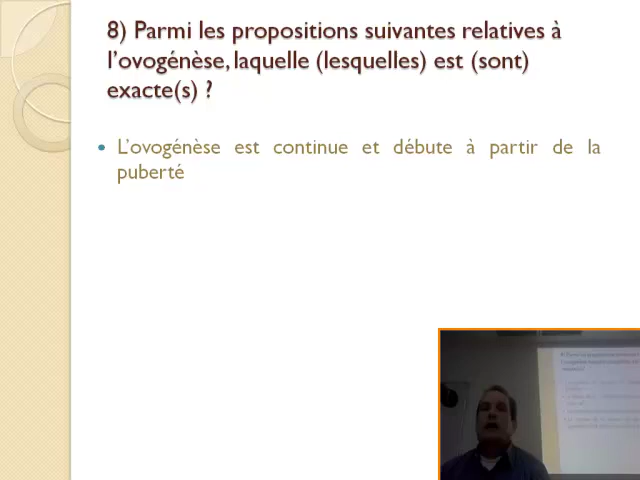 8) Parmi les propositions suivantes relatives à
l'ovogénèse, laquelle (lesquelles) est (sont)
exacte(s) ?
L'ovogénèse est continue et débute à partir de la
puberté